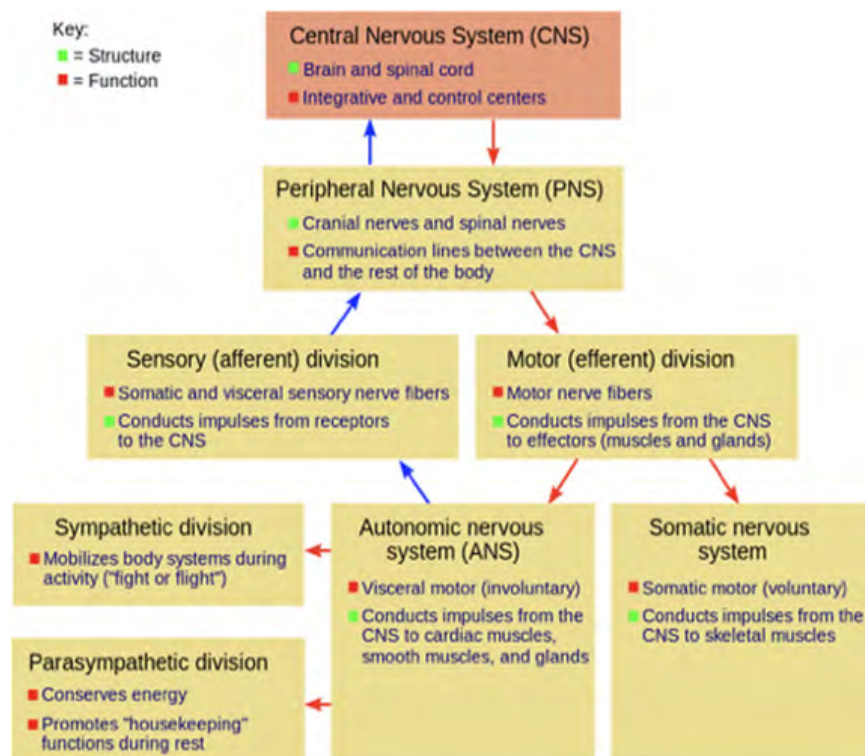 Key:
= Structure
= Function
Central Nervous System (CNS)
Brain and spinal cord
Integrative and control centers
Peripheral Nervous System (PNS)
Cranial nerves and spinal nerves
Communication lines between the CNS
and the rest of the body
Sensory (afferent) division
Somatic and visceral sensory nerve fibers
Conducts impulses from receptors
to the CNS
Motor (efferent) division
Motor nerve fibers
Conducts impulses from the CNS
to effectors (muscles and glands)
Sympathetic division
Mobilizes body systems during
activity ("fight or flight")
Autonomic nervous
system (ANS)
Visceral motor (involuntary)
Conducts impulses from the
CNS to cardiac muscles,
smooth muscles, and glands
Somatic nervous
system
Somatic motor (voluntary)
Conducts impulses from the
CNS to skeletal muscles
Parasympathetic division
Conserves energy
Promotes "housekeeping"
functions during rest